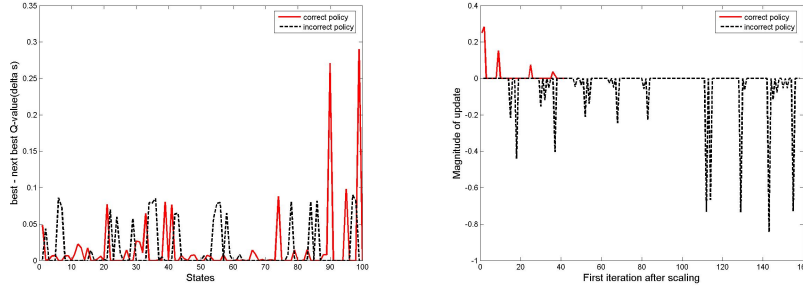 0.35
0.3
0.25
0.2
0.15
0.1
0.05
0
best - next best Q-value(delta s)
correct policy
incorrect policy
0 10 20 30 40 50 60 70 80 90 100
States
0.4
0.2
0
-0.2
-0.4
-0.6
-0.8
-1
Magnitude of update
correct policy
incorrect policy
0 20 40 60 80 100 120 140 160
First iteration after scaling